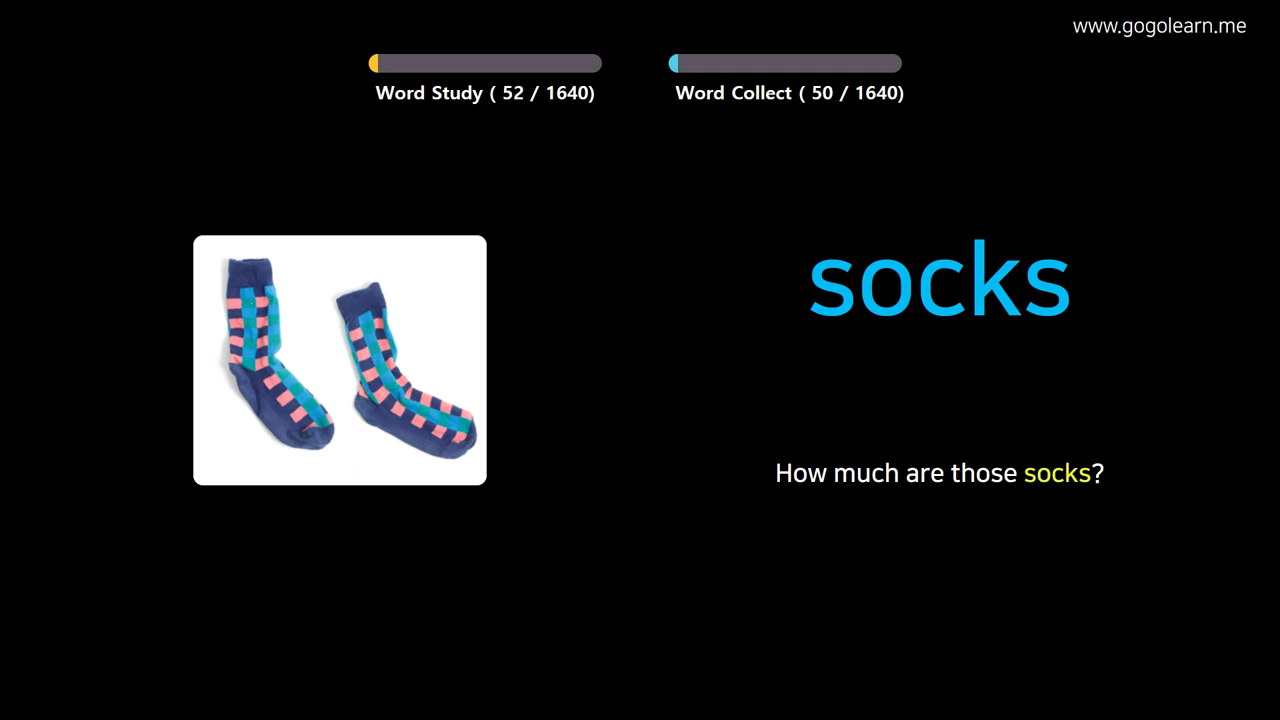 www.gogolearn.me
Word Study ( 52 / 1640)
Word Collect ( 50 / 1640)
socks
How much are those socks?